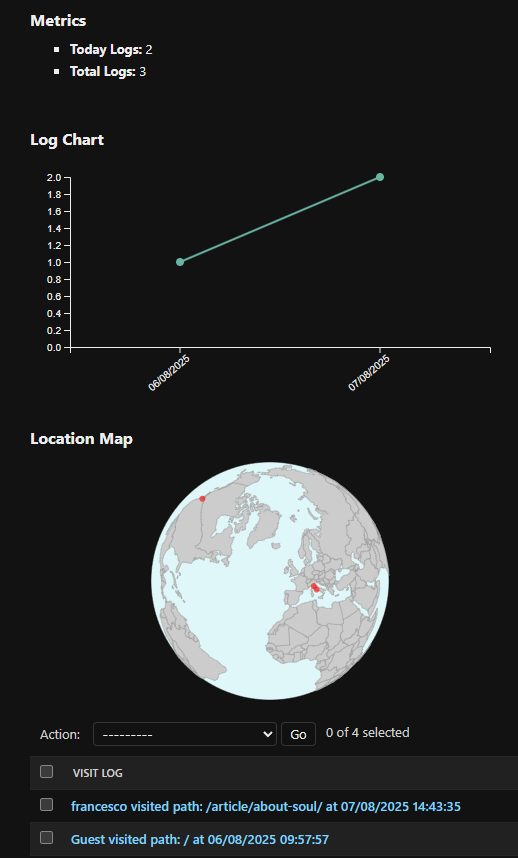 Metrics
Today Logs: 2
Total Logs: 3
Log Chart
2.0
1.8
1.6
1.4
1.2
1.0
0.8
0.6
0.4
0.2
0.0
06/08/2025
07/08/2025
Location Map
Action: --------- Go 0 of 4 selected
VISIT LOG
francesco visited path: /article/about-soul/ at 07/08/2025 14:43:35
Guest visited path: / at 06/08/2025 09:57:57